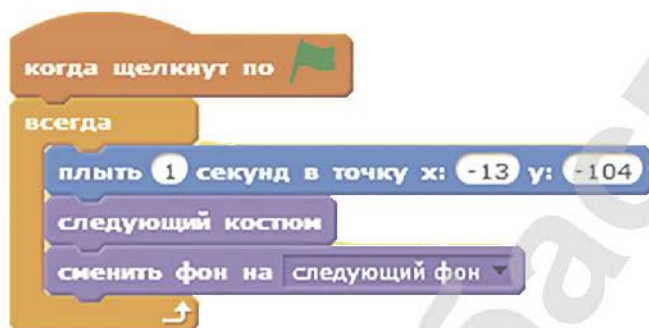 когда щелкнут по
всегда
плыть 1 секунд в точку x: -13 y: -104
следующий костюм
сменить фон на следующий фон